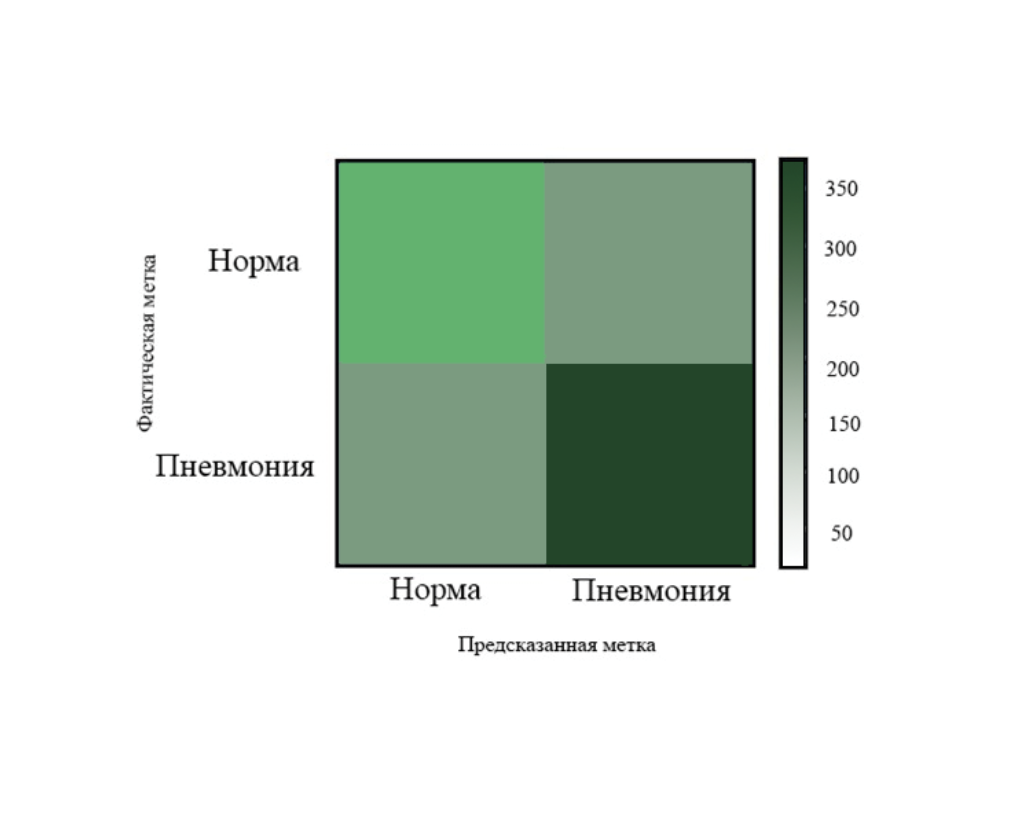 Фактическая метка
Норма
Пневмония
Норма
Пневмония
Предсказанная метка
350
300
250
200
150
100
50